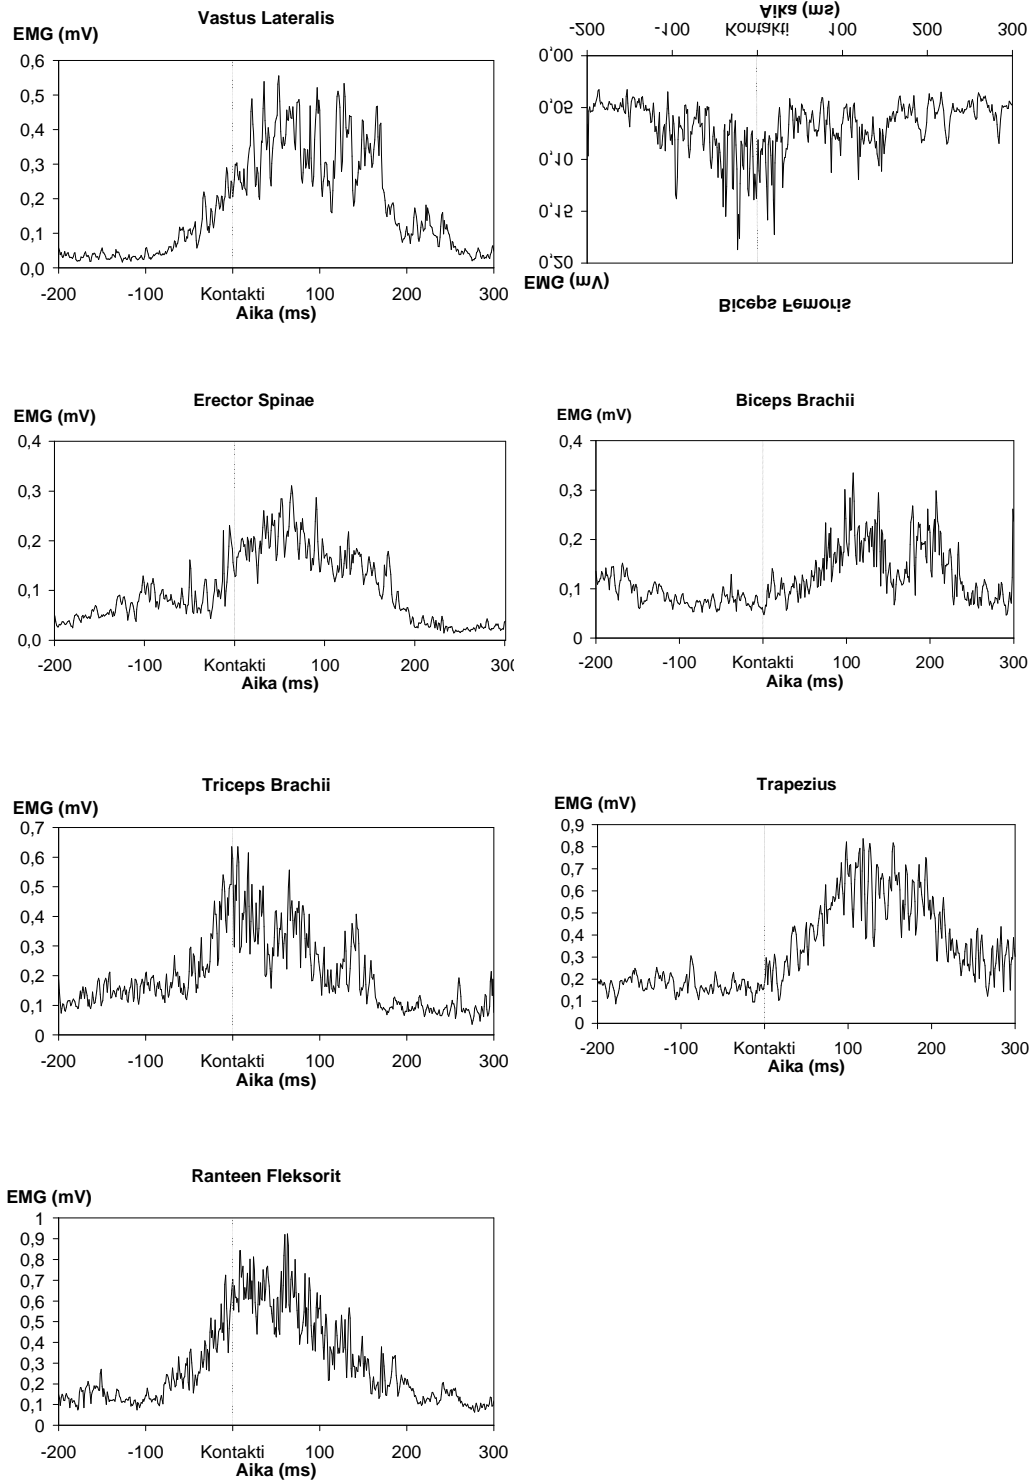 Vastus Lateralis
EMG (mV)
0,6
0,5
0,4
0,3
0,2
0,1
0,0
-200 -100 Kontakti 100 200 300
Aika (ms)
Aika (ms)
-200 -100 Kontakti 100 200 300
0,00
0,05
0,10
0,15
0,20
EMG (mV)
Biceps Femoris
Erector Spinae
EMG (mV)
0,4
0,3
0,2
0,1
0,0
-200 -100 Kontakti 100 200 300
Aika (ms)
Biceps Brachii
EMG (mV)
0,4
0,3
0,2
0,1
0
-200 -100 Kontakti 100 200 300
Aika (ms)
Triceps Brachii
EMG (mV)
0,7
0,6
0,5
0,4
0,3
0,2
0,1
0
-200 -100 Kontakti 100 200 300
Aika (ms)
Trapezius
EMG (mV)
0,9
0,8
0,7
0,6
0,5
0,4
0,3
0,2
0,1
0
-200 -100 Kontakti 100 200 300
Aika (ms)
Ranteen Fleksorit
EMG (mV)
1
0,9
0,8
0,7
0,6
0,5
0,4
0,3
0,2
0,1
0
-200 -100 Kontakti 100 200 300
Aika (ms)